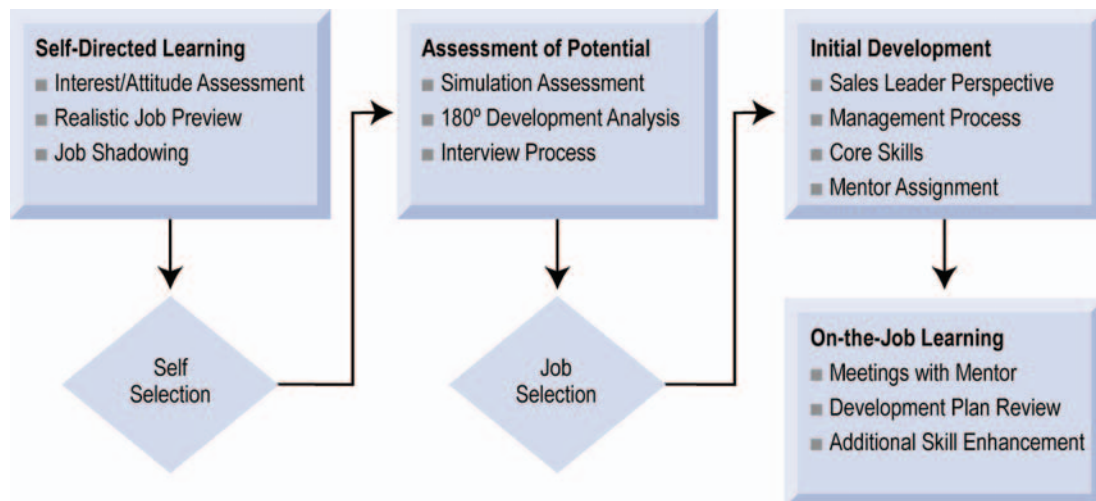 Self-Directed Learning
Interest/Attitude Assessment
Realistic Job Preview
Job Shadowing
Self
Selection
Assessment of Potential
Simulation Assessment
180º Development Analysis
Interview Process
Job
Selection
Initial Development
Sales Leader Perspective
Management Process
Core Skills
Mentor Assignment
On-the-Job Learning
Meetings with Mentor
Development Plan Review
Additional Skill Enhancement